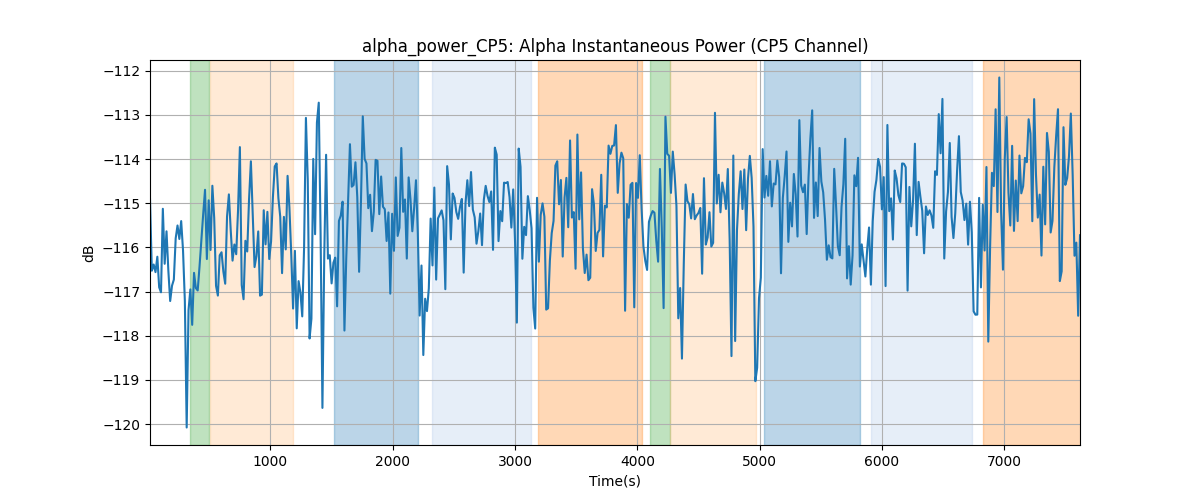 alpha_power_CP5: Alpha Instantaneous Power (CP5 Channel)
−112
−113
−114
−115
−116
−117
−118
−119
−120
dB
1000 2000 3000 4000 5000 6000 7000
Time(s)